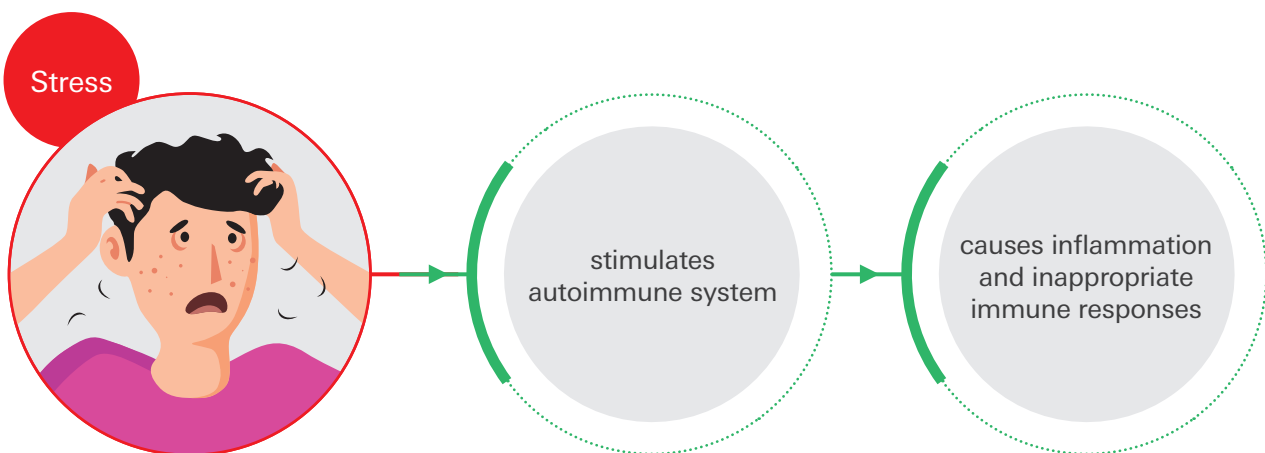 Stress
stimulates
autoimmune system
causes inflammation
and inappropriate
immune responses